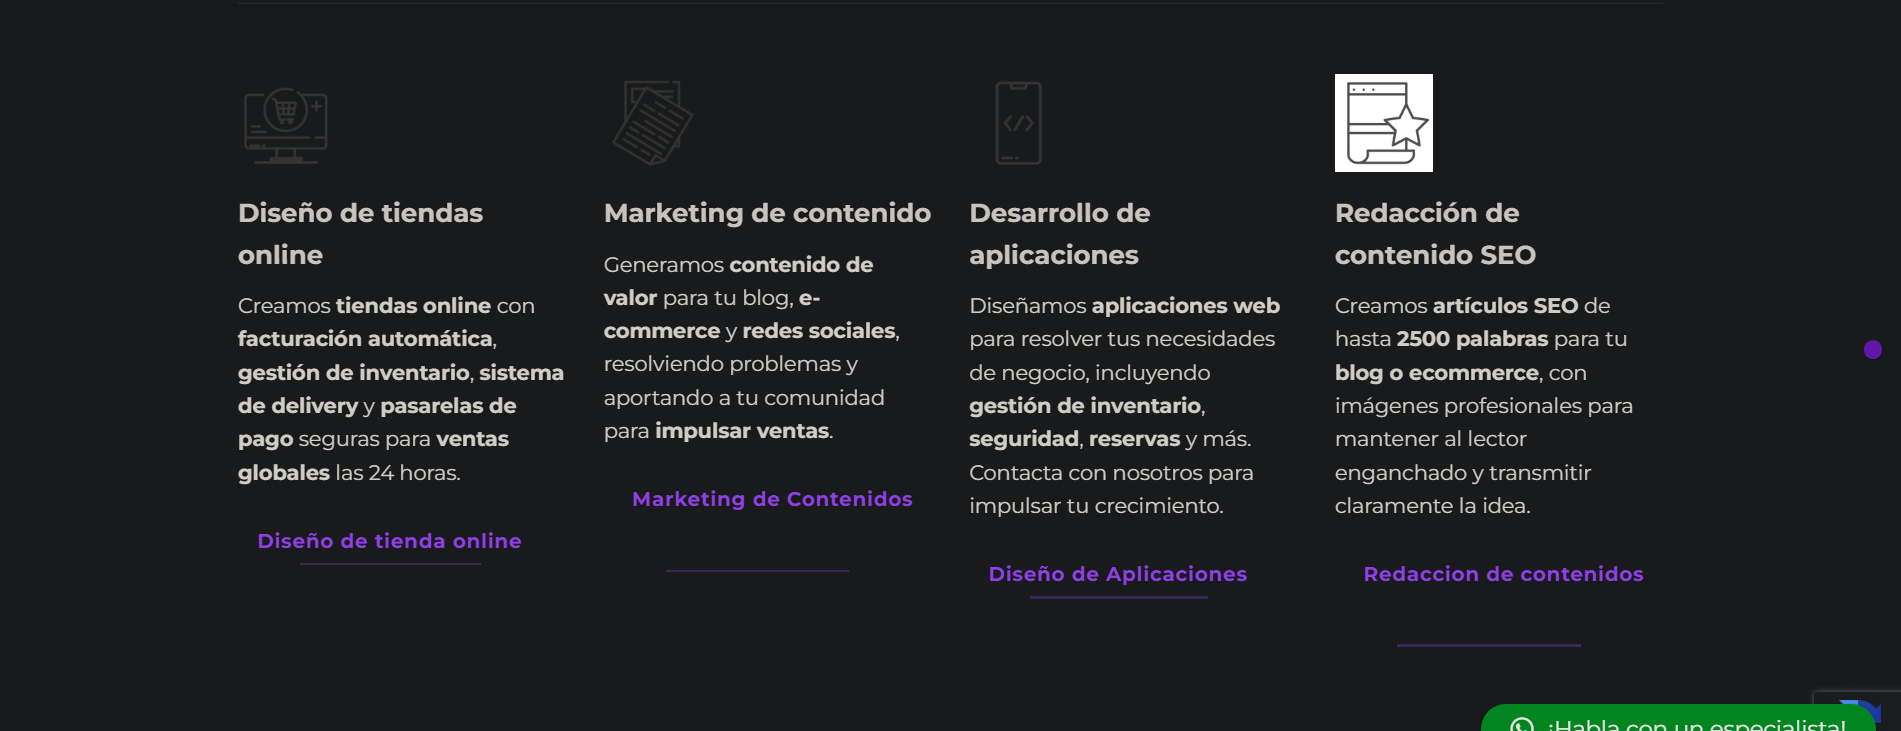 Diseño de tiendas
online
Creamos tiendas online con
facturación automática,
gestión de inventario, sistema
de delivery y pasarelas de
pago seguras para ventas
globales las 24 horas.
Diseño de tienda online
Marketing de contenido
Generamos contenido de
valor para tu blog, e-
commerce y redes sociales,
resolviendo problemas y
aportando a tu comunidad
para impulsar ventas.
Marketing de Contenidos
Desarrollo de
aplicaciones
Diseñamos aplicaciones web
para resolver tus necesidades
de negocio, incluyendo
gestión de inventario,
seguridad, reservas y más.
Contacta con nosotros para
impulsar tu crecimiento.
Diseño de Aplicaciones
Redacción de
contenido SEO
Creamos artículos SEO de
hasta 2500 palabras para tu
blog o ecommerce, con
imágenes profesionales para
mantener al lector
enganchado y transmitir
claramente la idea.
Redaccion de contenidos
¡Habla con un especialista!